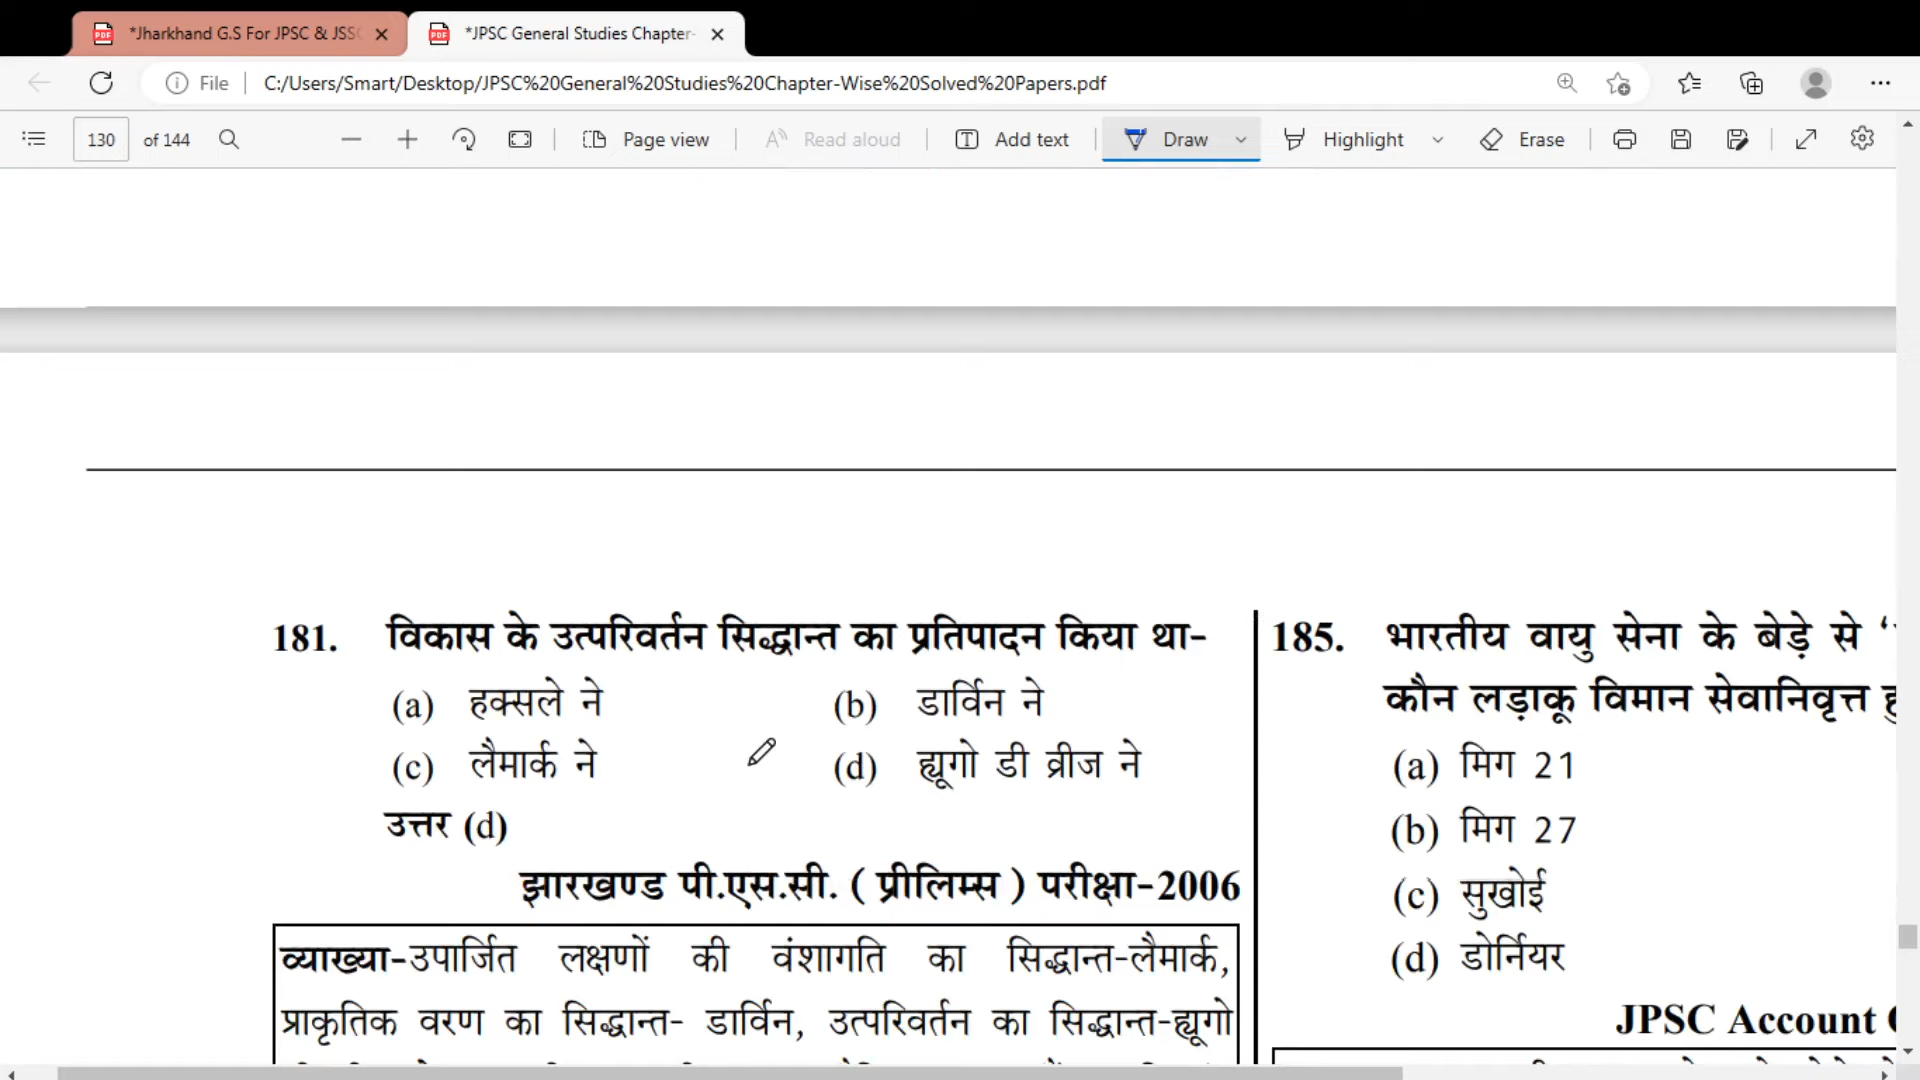 *Jharkhand G.S For JPSC & JSSC
*JPSC General Studies Chapter-
File
C:/Users/Smart/Desktop/JPSC%20General%20Studies%20Chapter-Wise%20Solved%20Papers.pdf
130 of 144
Page view
Read aloud
Add text
Draw
Highlight
Erase
181. विकास के उत्परिवर्तन सिद्धान्त का प्रतिपादन किया था-
(a) हक्सले ने (b) डार्विन ने
(c) लैमार्क ने (d) ह्यूगो डी व्रीज ने
उत्तर (d)
झारखण्ड पी.एस.सी. ( प्रीलिम्स ) परीक्षा-2006
व्याख्या-उपार्जित लक्षणों की वंशागति का सिद्धान्त-लैमार्क,
प्राकृतिक वरण का सिद्धान्त- डार्विन, उत्परिवर्तन का सिद्धान्त-ह्यूगो
185. भारतीय वायु सेना के बेड़े से
कौन लड़ाकू विमान सेवानिवृत्त
(a) मिग 21
(b) मिग 27
(c) सुखोई
(d) डोर्नियर
JPSC Account